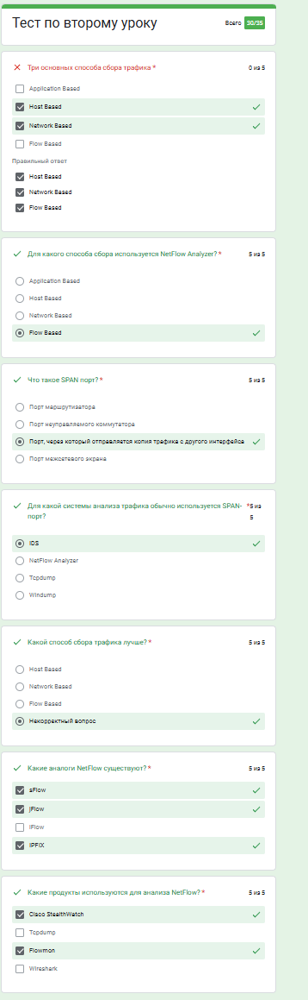 Тест по второму уроку
Всего 30/35
Три основных способа сбора трафика *
0 из 5
Application Based
Host Based
Network Based
Flow Based
Правильный ответ
Host Based
Network Based
Flow Based
Для какого способа сбора используется NetFlow Analyzer? *
5 из 5
Application Based
Host Based
Network Based
Flow Based
Что такое SPAN порт? *
5 из 5
Порт маршрутизатора
Порт неуправляемого коммутатора
Порт, через который отправляется копия трафика с другого интерфейса
Порт межсетевого экрана
Для какой системы анализа трафика обычно используется SPAN-
порт?
*5 из
5
IDS
NetFlow Analyzer
Tcpdump
Windump
Какой способ сбора трафика лучше? *
5 из 5
Host Based
Network Based
Flow Based
Некорректный вопрос
Какие аналоги NetFlow существуют? *
5 из 5
sFlow
jFlow
iFlow
IPFIX
Какие продукты используются для анализа NetFlow? *
5 из 5
Cisco StealthWatch
Tcpdump
Flowmon
Wireshark